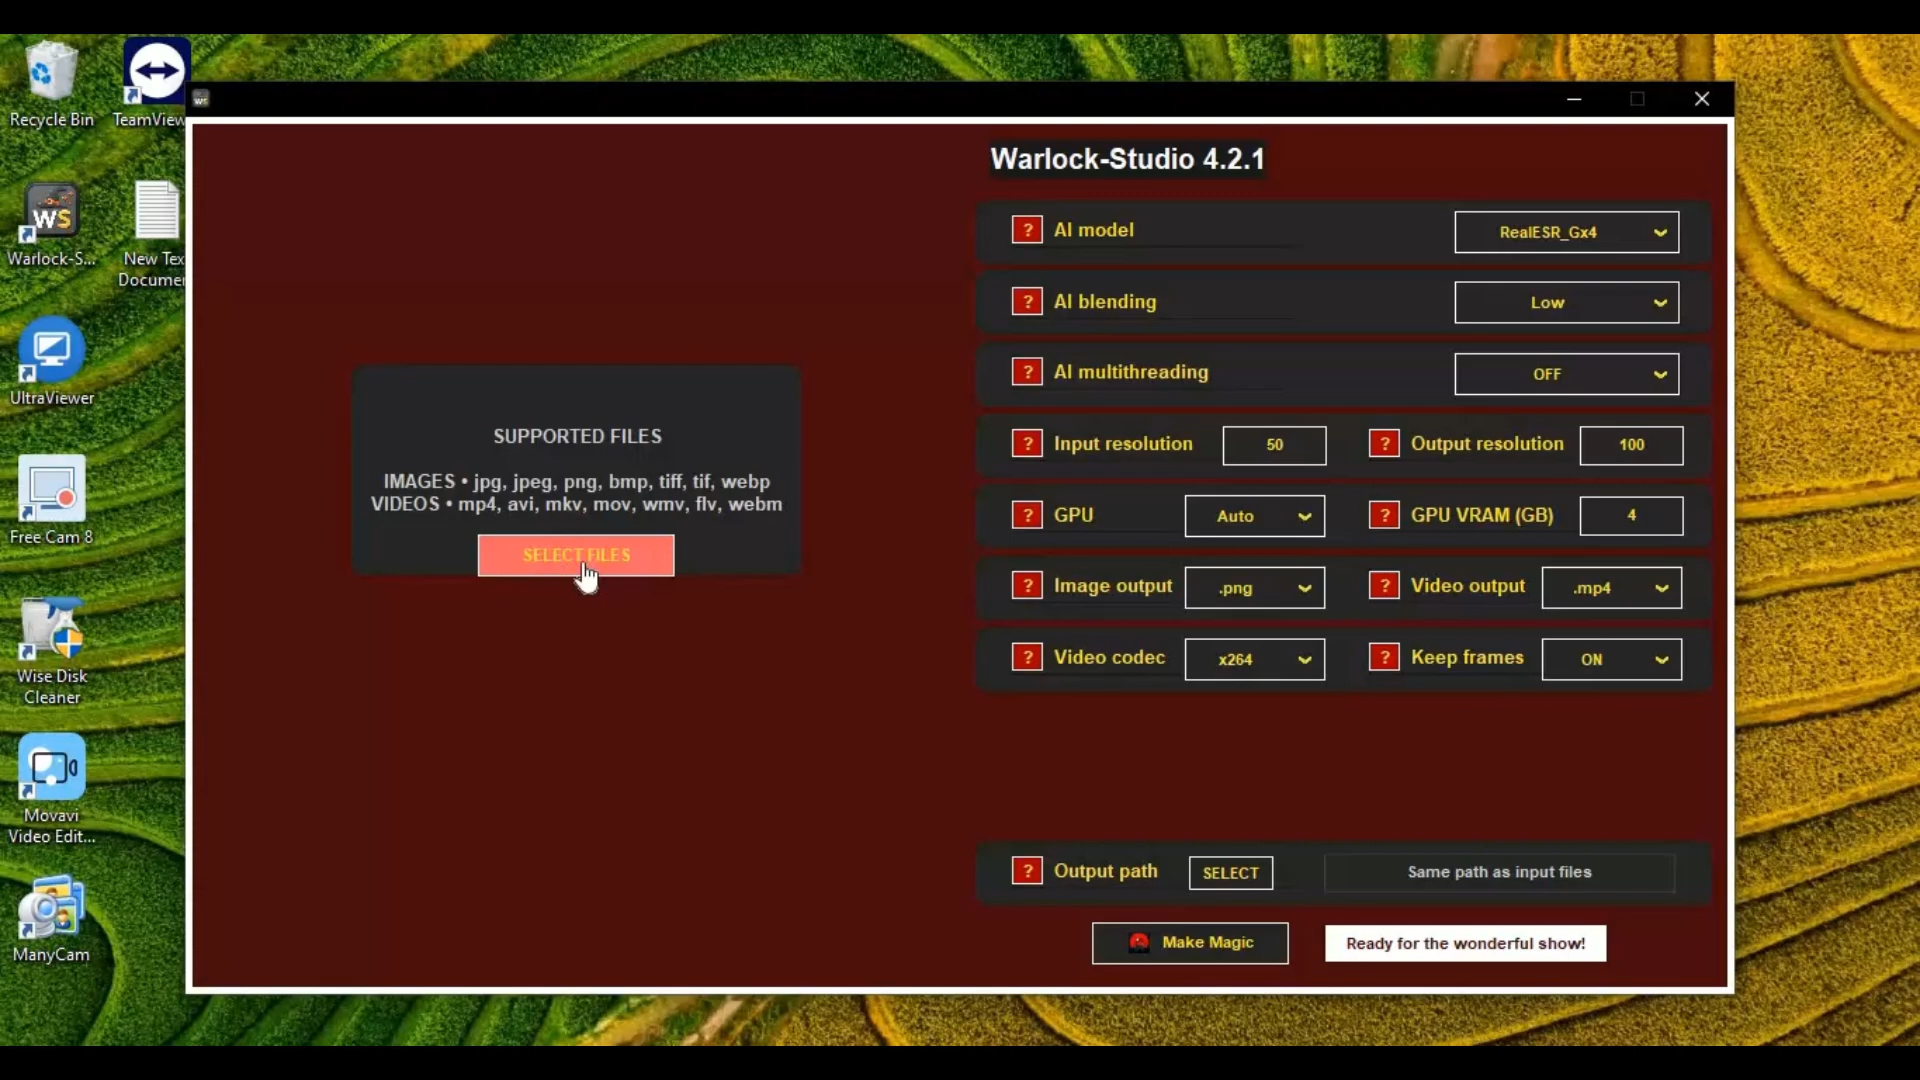 Recycle Bin
TeamView
Warlock-S...
New Tex
Documen
UltraViewer
Free Cam 8
Wise Disk
Cleaner
Movavi
Video Edit...
ManyCam
WS
WS
Warlock-Studio 4.2.1
SUPPORTED FILES
IMAGES • jpg, jpeg, png, bmp, tiff, tif, webp
VIDEOS • mp4, avi, mkv, mov, wmv, flv, webm
SELECT FILES
? AI model RealESR_Gx4
? AI blending Low
? AI multithreading OFF
? Input resolution 50 ? Output resolution 100
? GPU Auto ? GPU VRAM (GB) 4
? Image output .png ? Video output .mp4
? Video codec x264 ? Keep frames ON
? Output path SELECT Same path as input files
Make Magic Ready for the wonderful show!